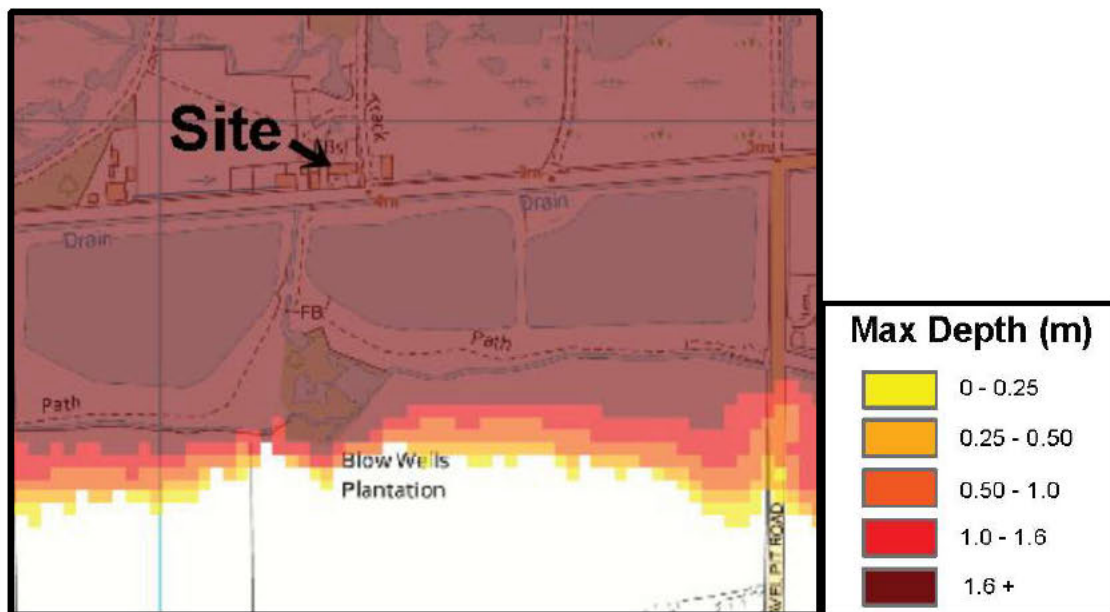 Site
Track
4m
3m
3m
Drain
Drain
FB
Path
Path
Blow Wells
Plantation
Max Depth (m)
0 - 0.25
0.25 - 0.50
0.50 - 1.0
1.0 - 1.6
1.6 +